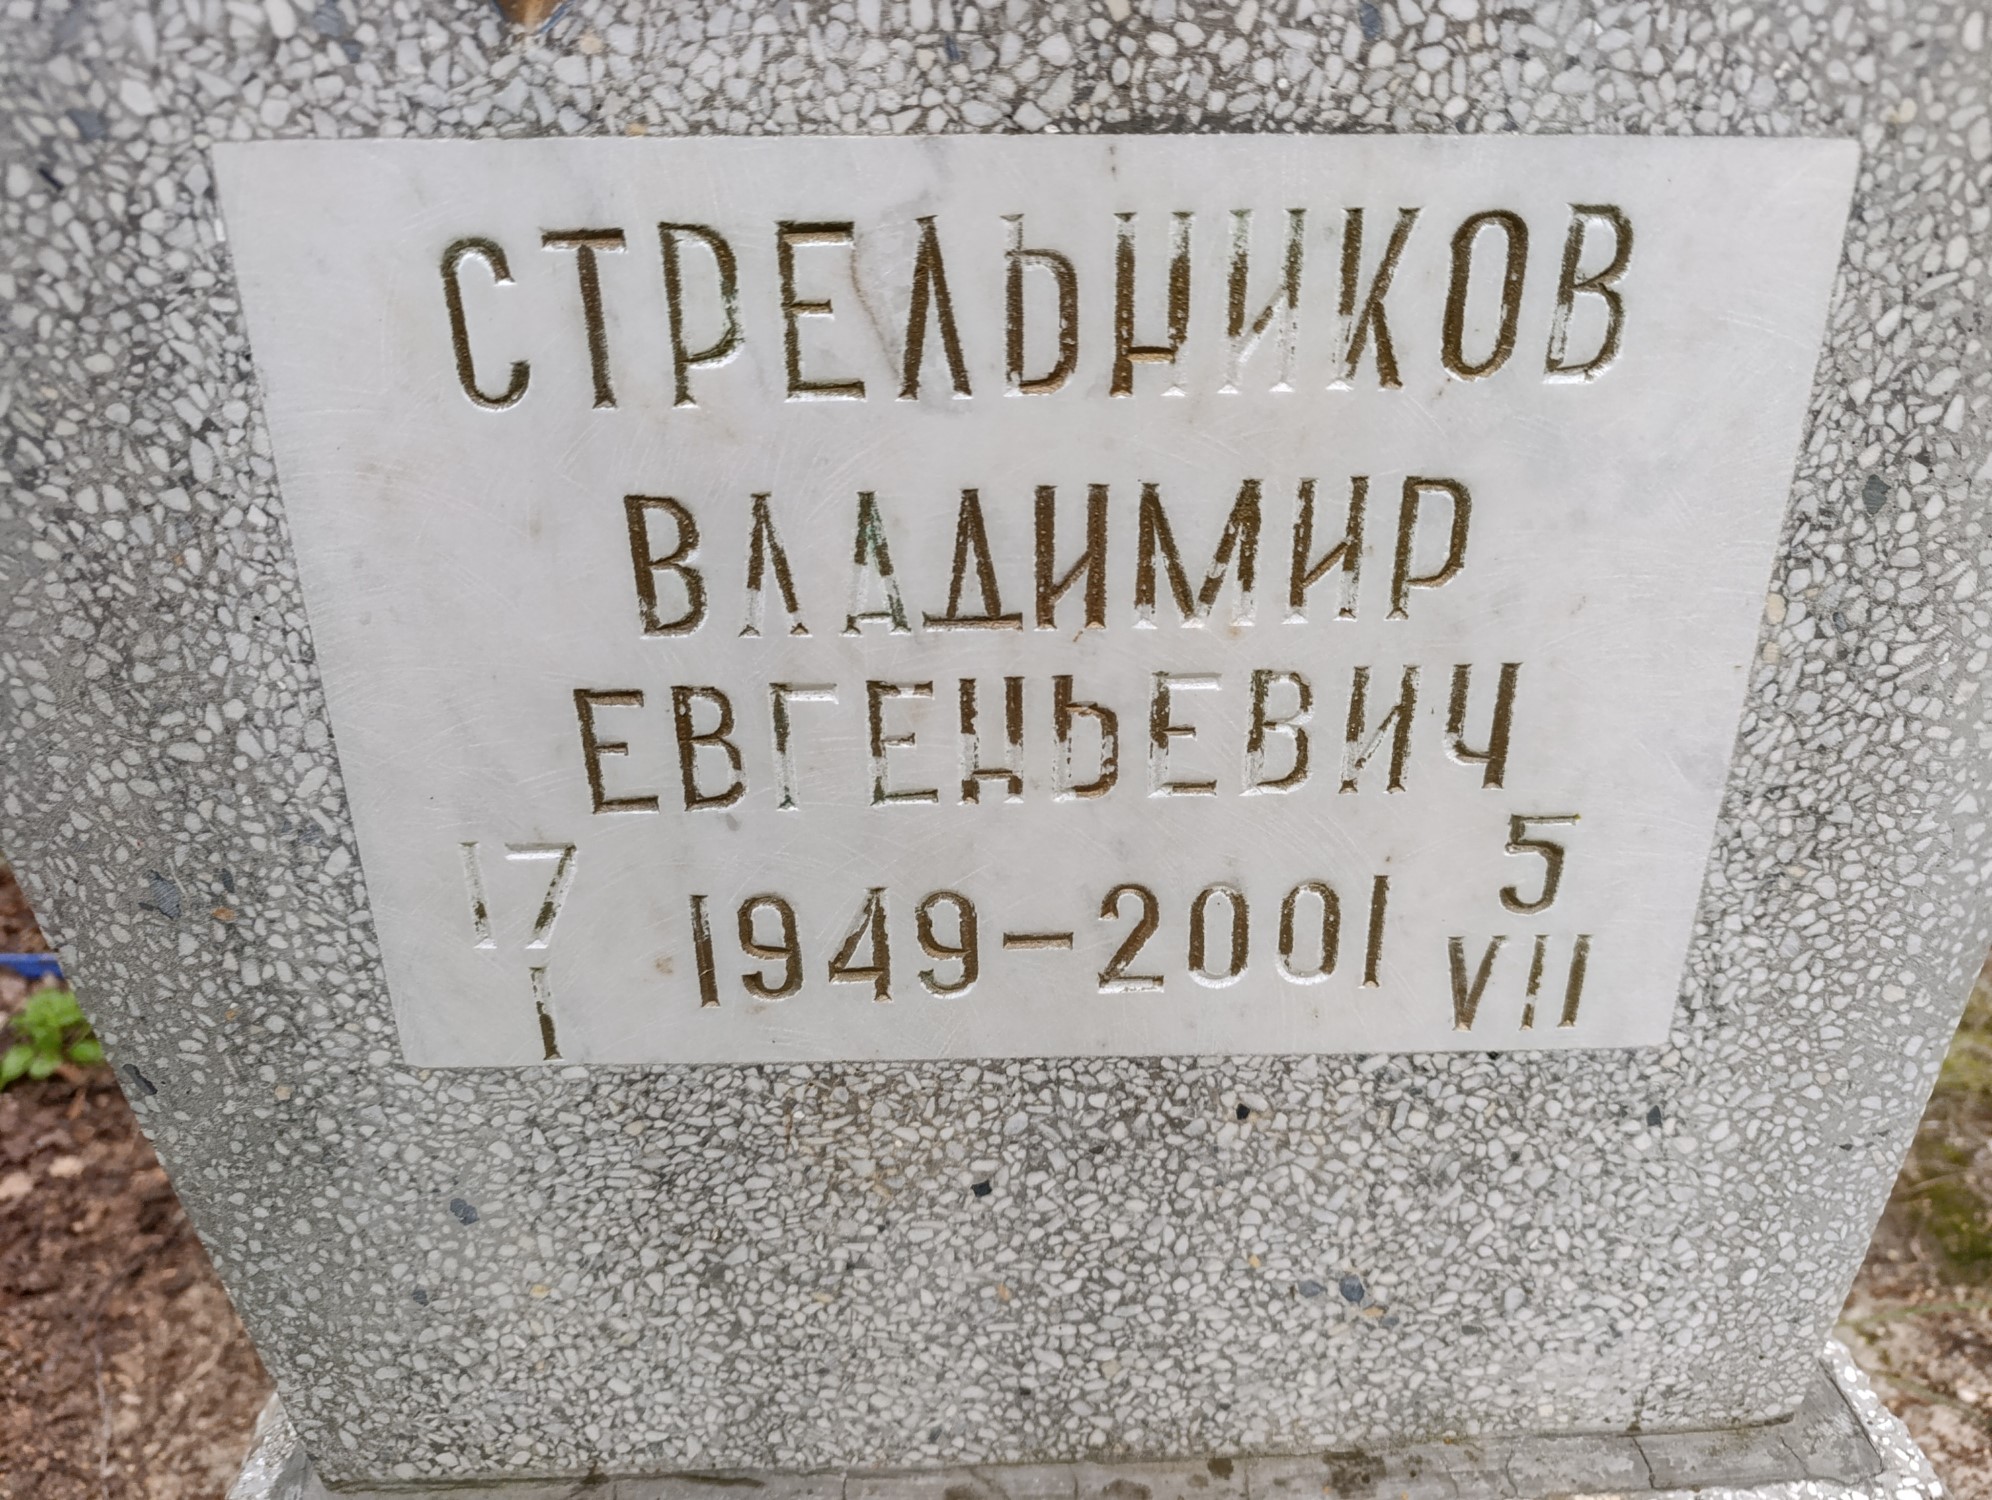 СТРЕЛЬНИКОВ
ВЛАДИМИР
ЕВГЕНЬЕВИЧ
17
I
1949-2001
5
VII